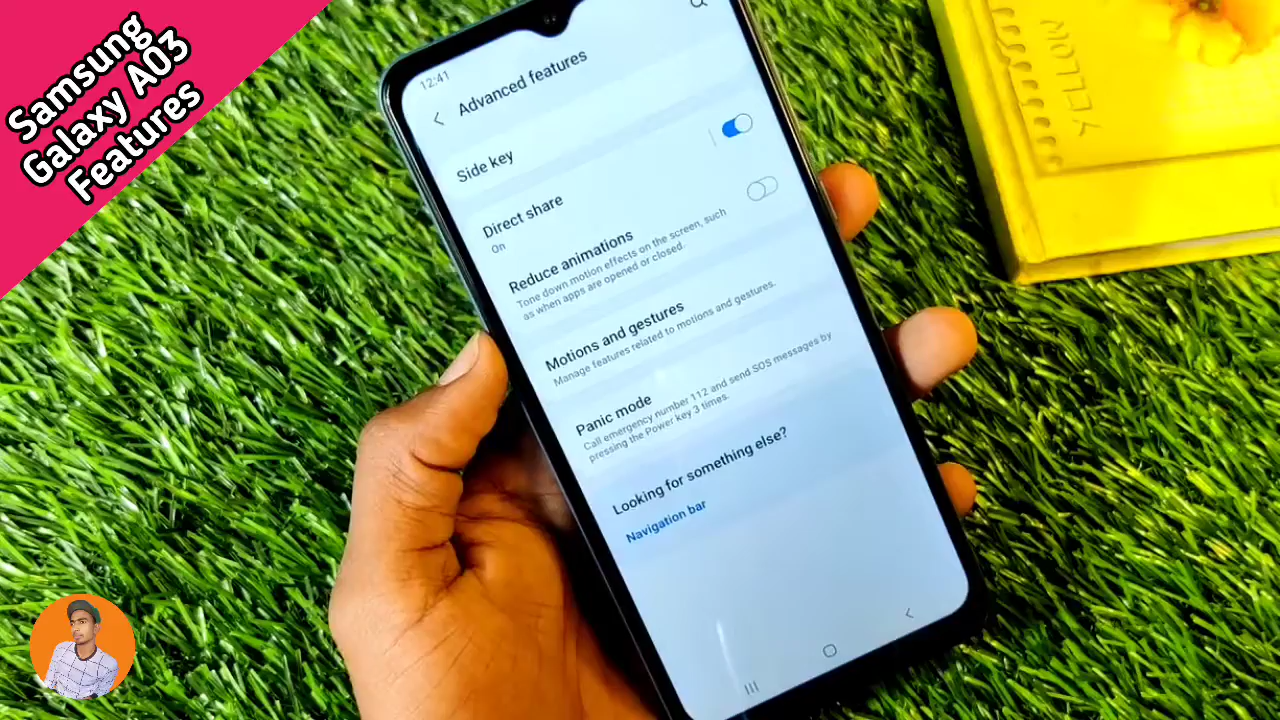 Samsung
Galaxy A03
Features
12:41
Advanced features
Side key
Direct share
On
Reduce animations
Tone down motion effects on the screen, such
as when apps are opened or closed.
Motions and gestures
Manage features related to motions and gestures.
Panic mode
Call emergency number 112 and send SOS messages by
pressing the Power key 3 times.
Looking for something else?
Navigation bar
YELLOW